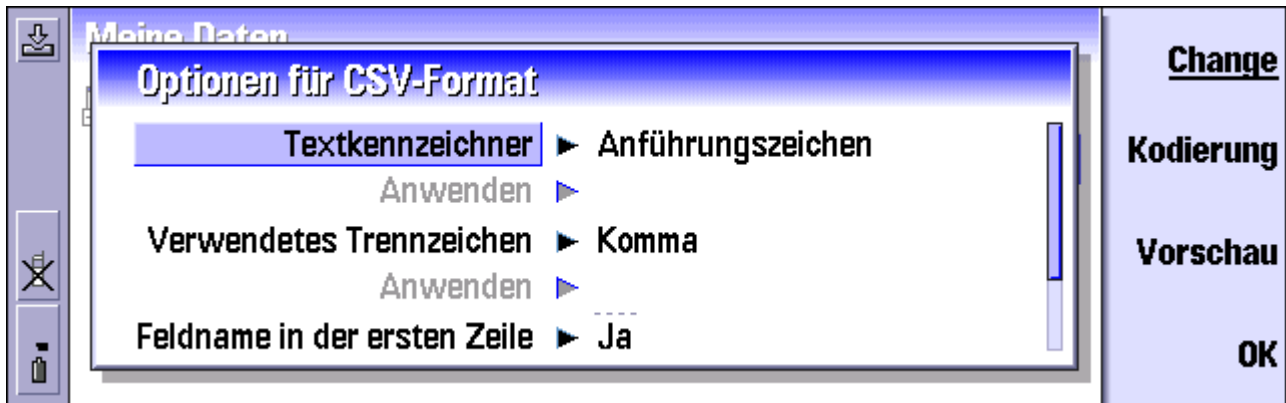 Meine Daten
Optionen für CSV-Format
Textkennzeichner Anführungszeichen
Anwenden
Verwendetes Trennzeichen Komma
Anwenden
Feldname in der ersten Zeile Ja
Change
Kodierung
Vorschau
OK